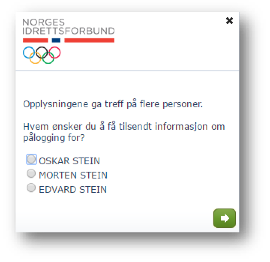 NORGES
IDRETTSFORBUND
Opplysningene ga treff på flere personer.
Hvem ønsker du å få tilsendt informasjon om
pålogging for?
OSKAR STEIN
MORTEN STEIN
EDVARD STEIN